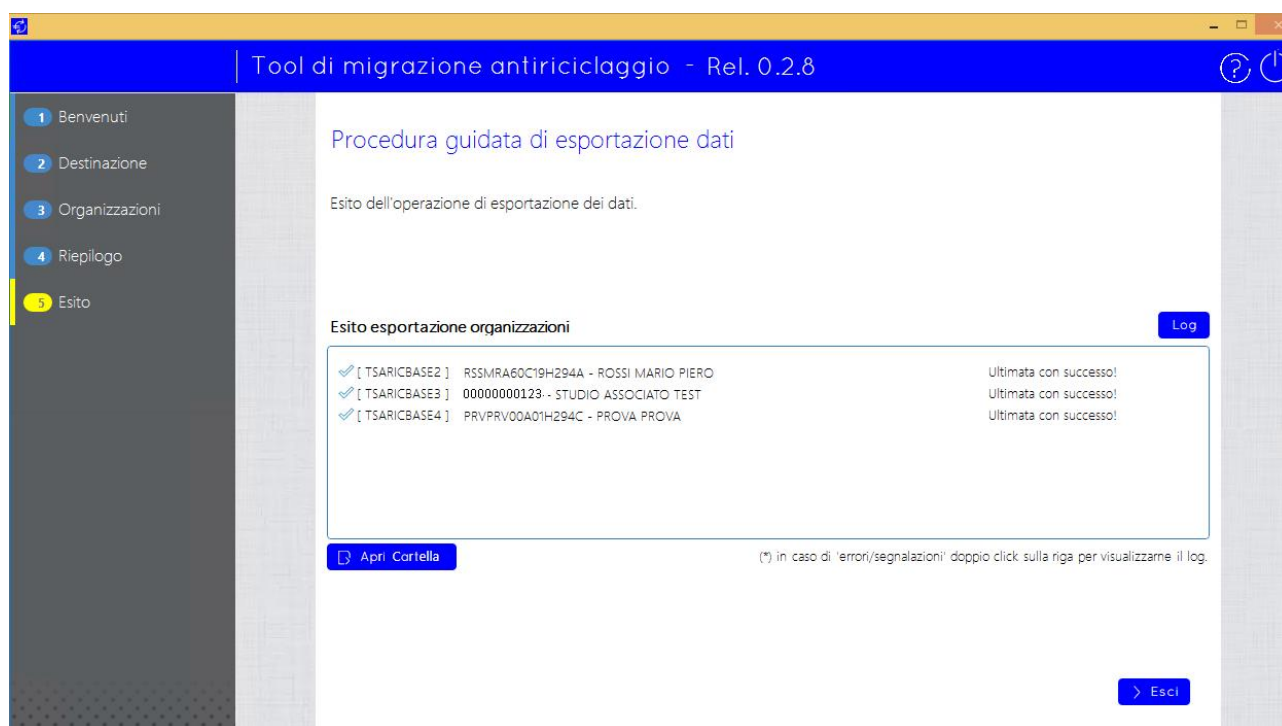 Tool di migrazione antiriciclaggio - Rel. 0.2.8
1 Benvenuti
2 Destinazione
3 Organizzazioni
4 Riepilogo
5 Esito
Procedura guidata di esportazione dati
Esito dell'operazione di esportazione dei dati.
Esito esportazione organizzazioni
Log
[ TSARICBASE2 ] RSSMRA60C19H294A - ROSSI MARIO PIERO Ultimata con successo!
[ TSARICBASE3 ] 00000000123 - STUDIO ASSOCIATO TEST Ultimata con successo!
[ TSARICBASE4 ] PRVPRV00A01H294C - PROVA PROVA Ultimata con successo!
Apri Cartella
(*) in caso di 'errori/segnalazioni' doppio click sulla riga per visualizzarne il log.
Esci